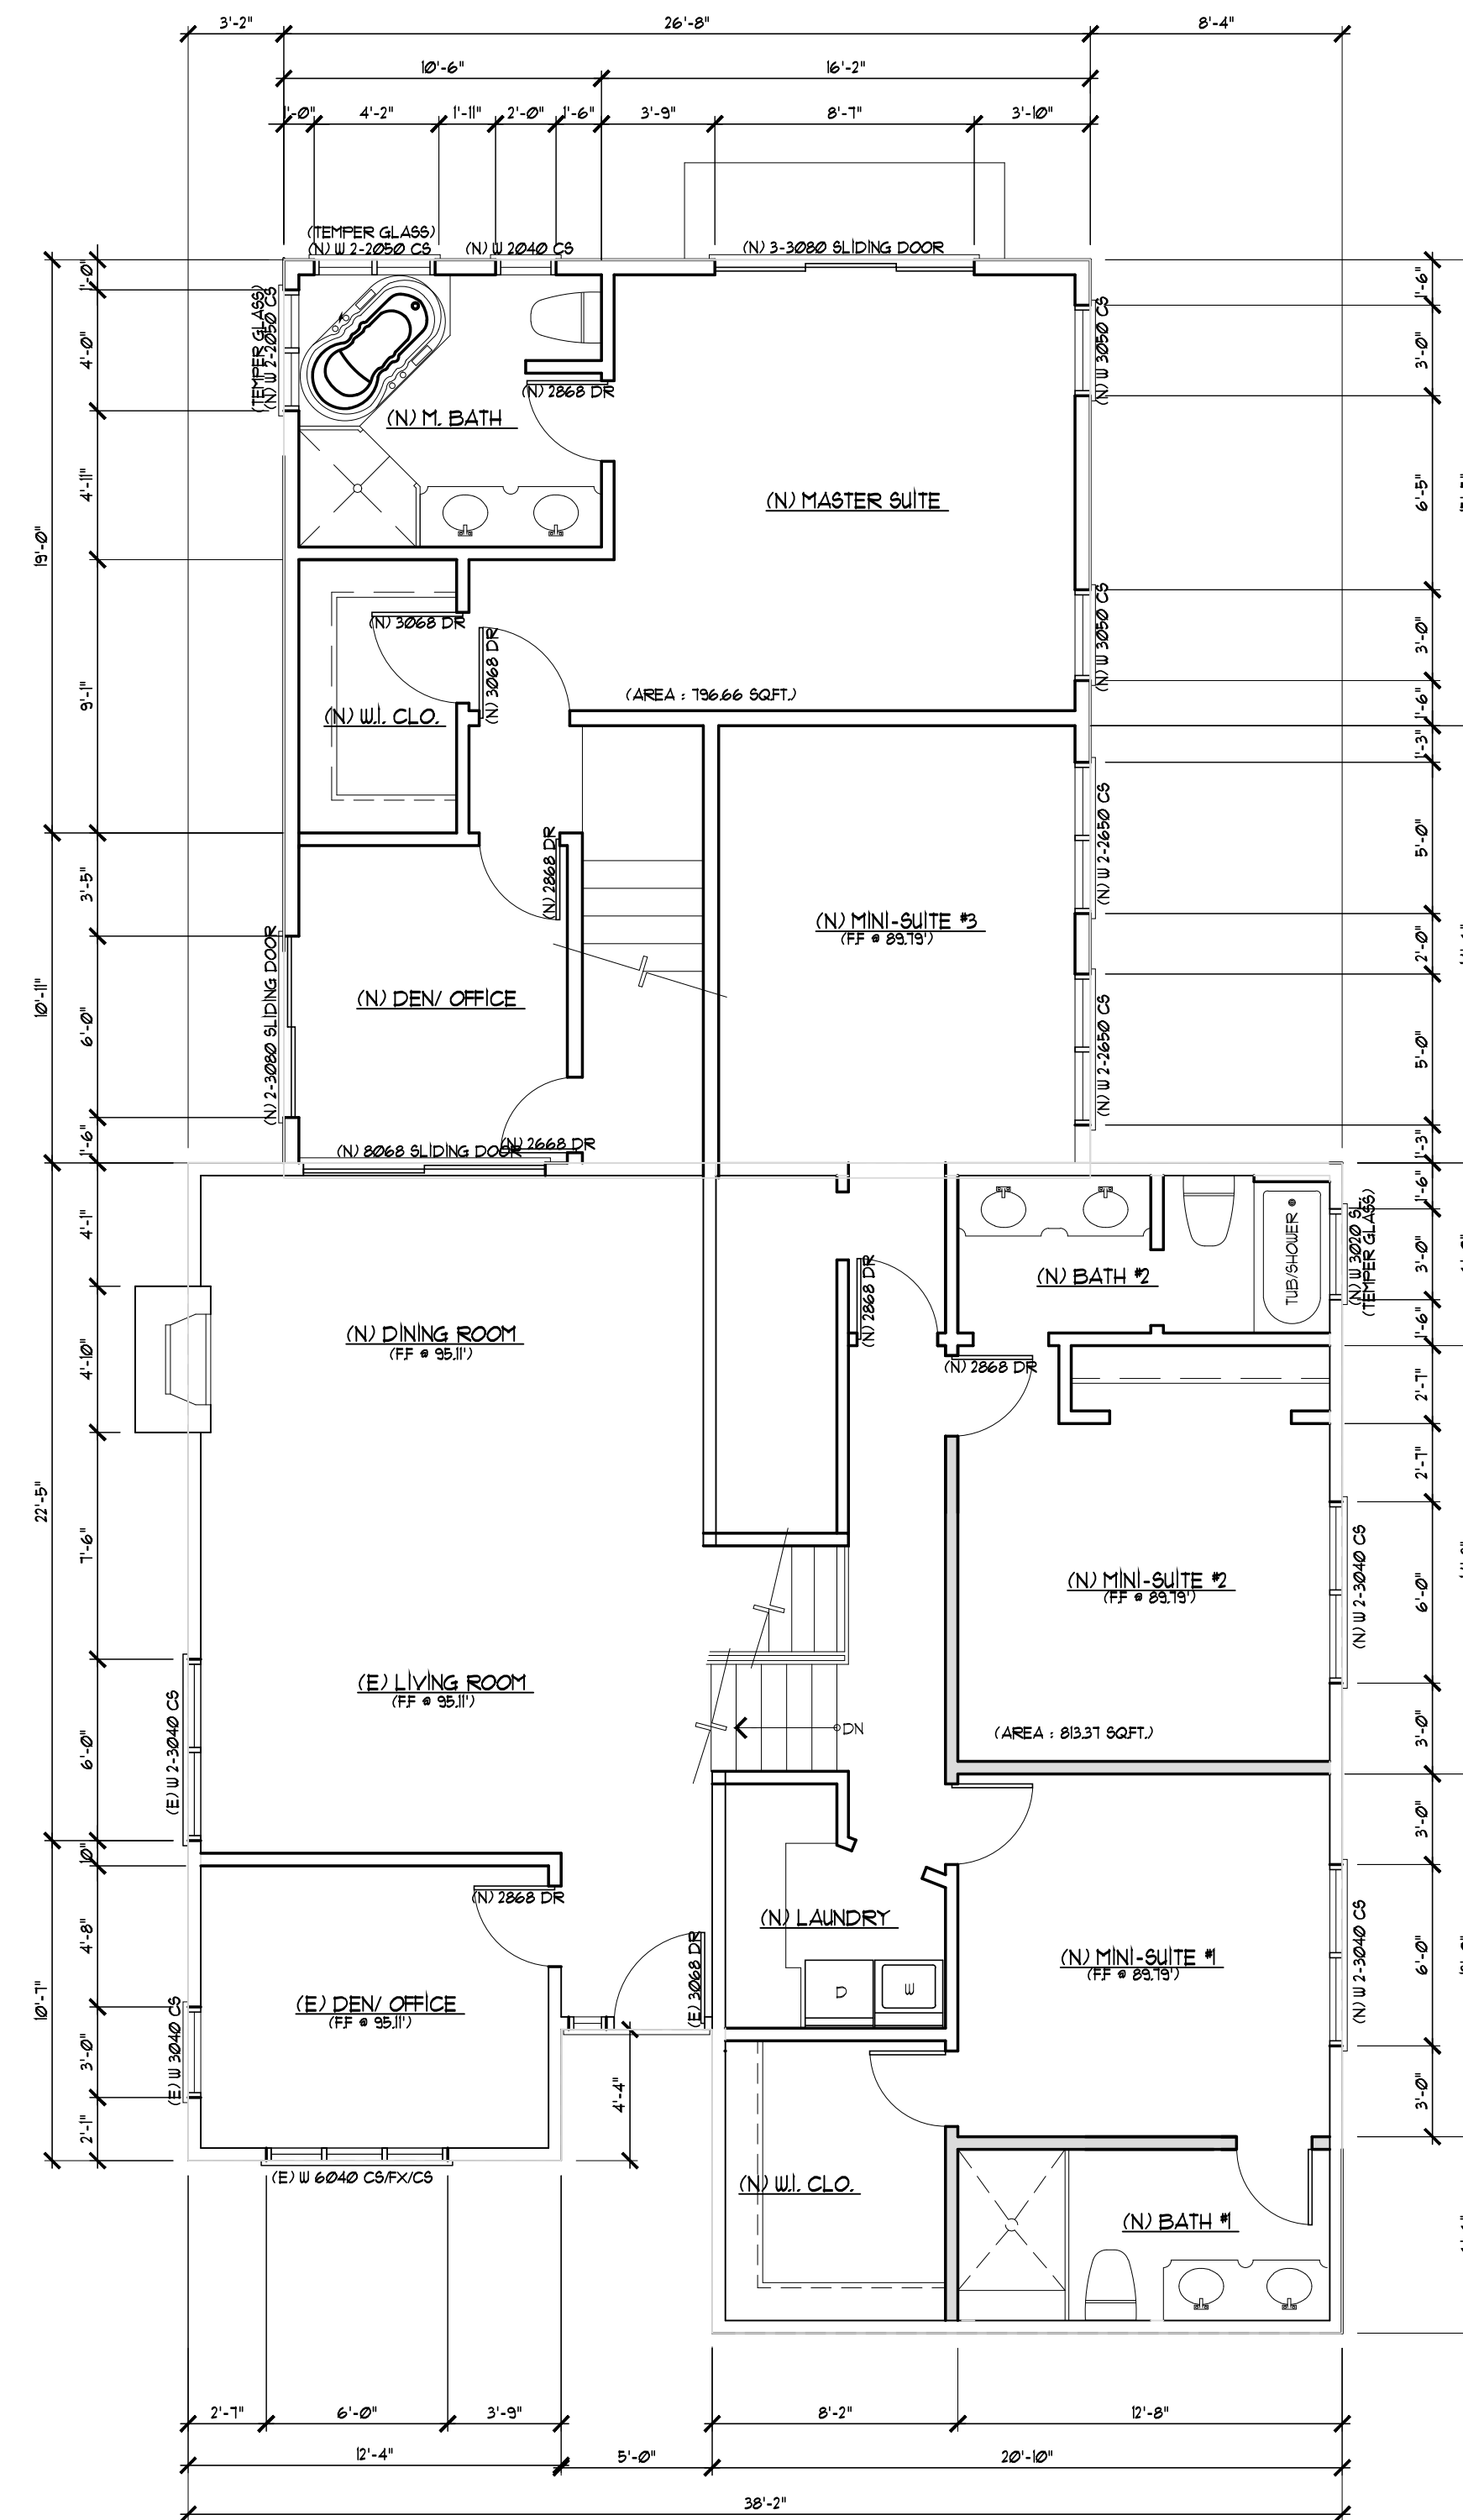 3'-2" 26'-8" 8'-4"
10'-6" 16'-2"
1'-0" 4'-2" 1'-11" 2'-0" 1'-6" 3'-9" 8'-7" 3'-10"
(TEMPER GLASS)
(N) W 2-2050 CS
(N) W 2040 CS
(N) 3-3080 SLIDING DOOR
(TEMPER GLASS)
(N) W 2-2050 CS
1'-0"
4'-0"
4'-11"
19'-0"
9'-1"
3'-5"
10'-11"
6'-0"
1'-6"
4'-1"
4'-10"
22'-5"
7'-6"
6'-0"
10"
4'-8"
10'-7"
3'-0"
2'-1"
(N) 2868 DR
(N) M. BATH
(N) MASTER SUITE
(N) W 3050 CS
(N) W 3050 CS
(N) 3068 DR
(N) 3068 DR
(AREA : 796.66 SQ.FT.)
(N) W.I. CLO.
(N) 2868 DR
(N) MINI-SUITE #3
(F.F @ 89.79')
(N) W 2-2650 CS
(N) W 2-2650 CS
(N) DEN/ OFFICE
(N) 2-3080 SLIDING DOOR
(N) 8068 SLIDING DOOR
(N) 2668 DR
1'-6"
3'-0"
6'-5"
3'-0"
1'-6"
1'-3"
5'-0"
2'-0"
5'-0"
1'-3"
1'-6"
3'-0"
1'-6"
2'-7"
2'-7"
6'-0"
3'-0"
3'-0"
6'-0"
3'-0"
(N) BATH #2
TUB/SHOWER
(TEMPER GLASS)
(N) 2868 DR
(N) 2868 DR
(N) DINING ROOM
(F.F @ 95.11')
(N) MINI-SUITE #2
(F.F @ 89.79')
(N) W 2-3040 CS
(E) LIVING ROOM
(F.F @ 95.11')
DN
(AREA : 813.37 SQ.FT.)
(E) W 2-3040 CS
(N) 2868 DR
(N) LAUNDRY
D W
(E) 3068 DR
(N) MINI-SUITE #1
(F.F @ 89.79')
(N) W 2-3040 CS
(E) DEN/ OFFICE
(F.F @ 95.11')
(E) W 3040 CS
4'-4"
(E) W 6040 CS/FX/CS
(N) W.I. CLO.
(N) BATH #1
2'-7" 6'-0" 3'-9" 8'-2" 12'-8"
12'-4" 5'-0" 20'-10"
38'-2"